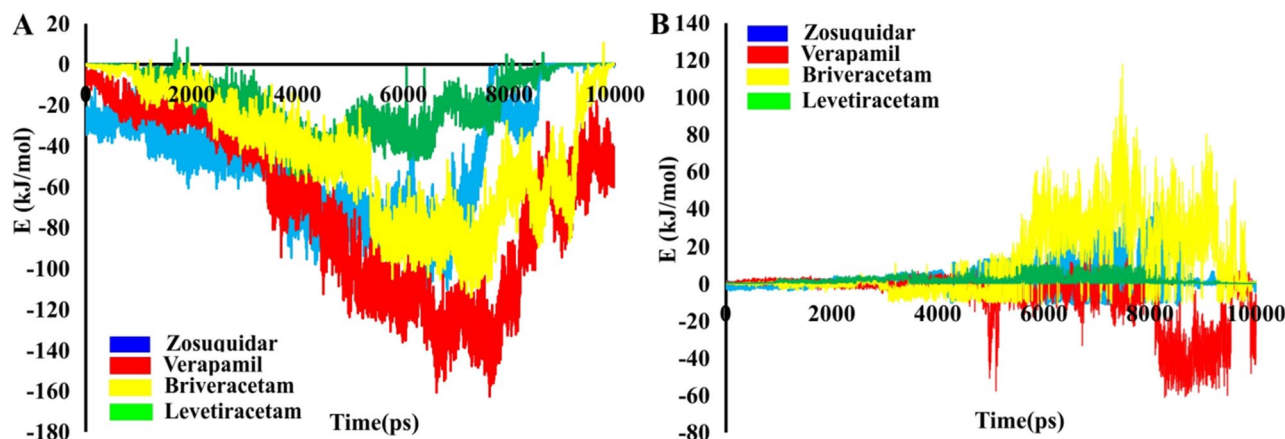 A
20
0
-20
-40
-60
-80
-100
-120
-140
-160
-180
E (kJ/mol)
0
2000
4000
6000
8000
10000
Zosuquidar
Verapamil
Briveracetam
Levetiracetam
Time(ps)
B
140
120
100
80
60
40
20
0
-20
-40
-60
-80
E (kJ/mol)
Zosuquidar
Verapamil
Briveracetam
Levetiracetam
0
2000
4000
6000
8000
10000
Time(ps)